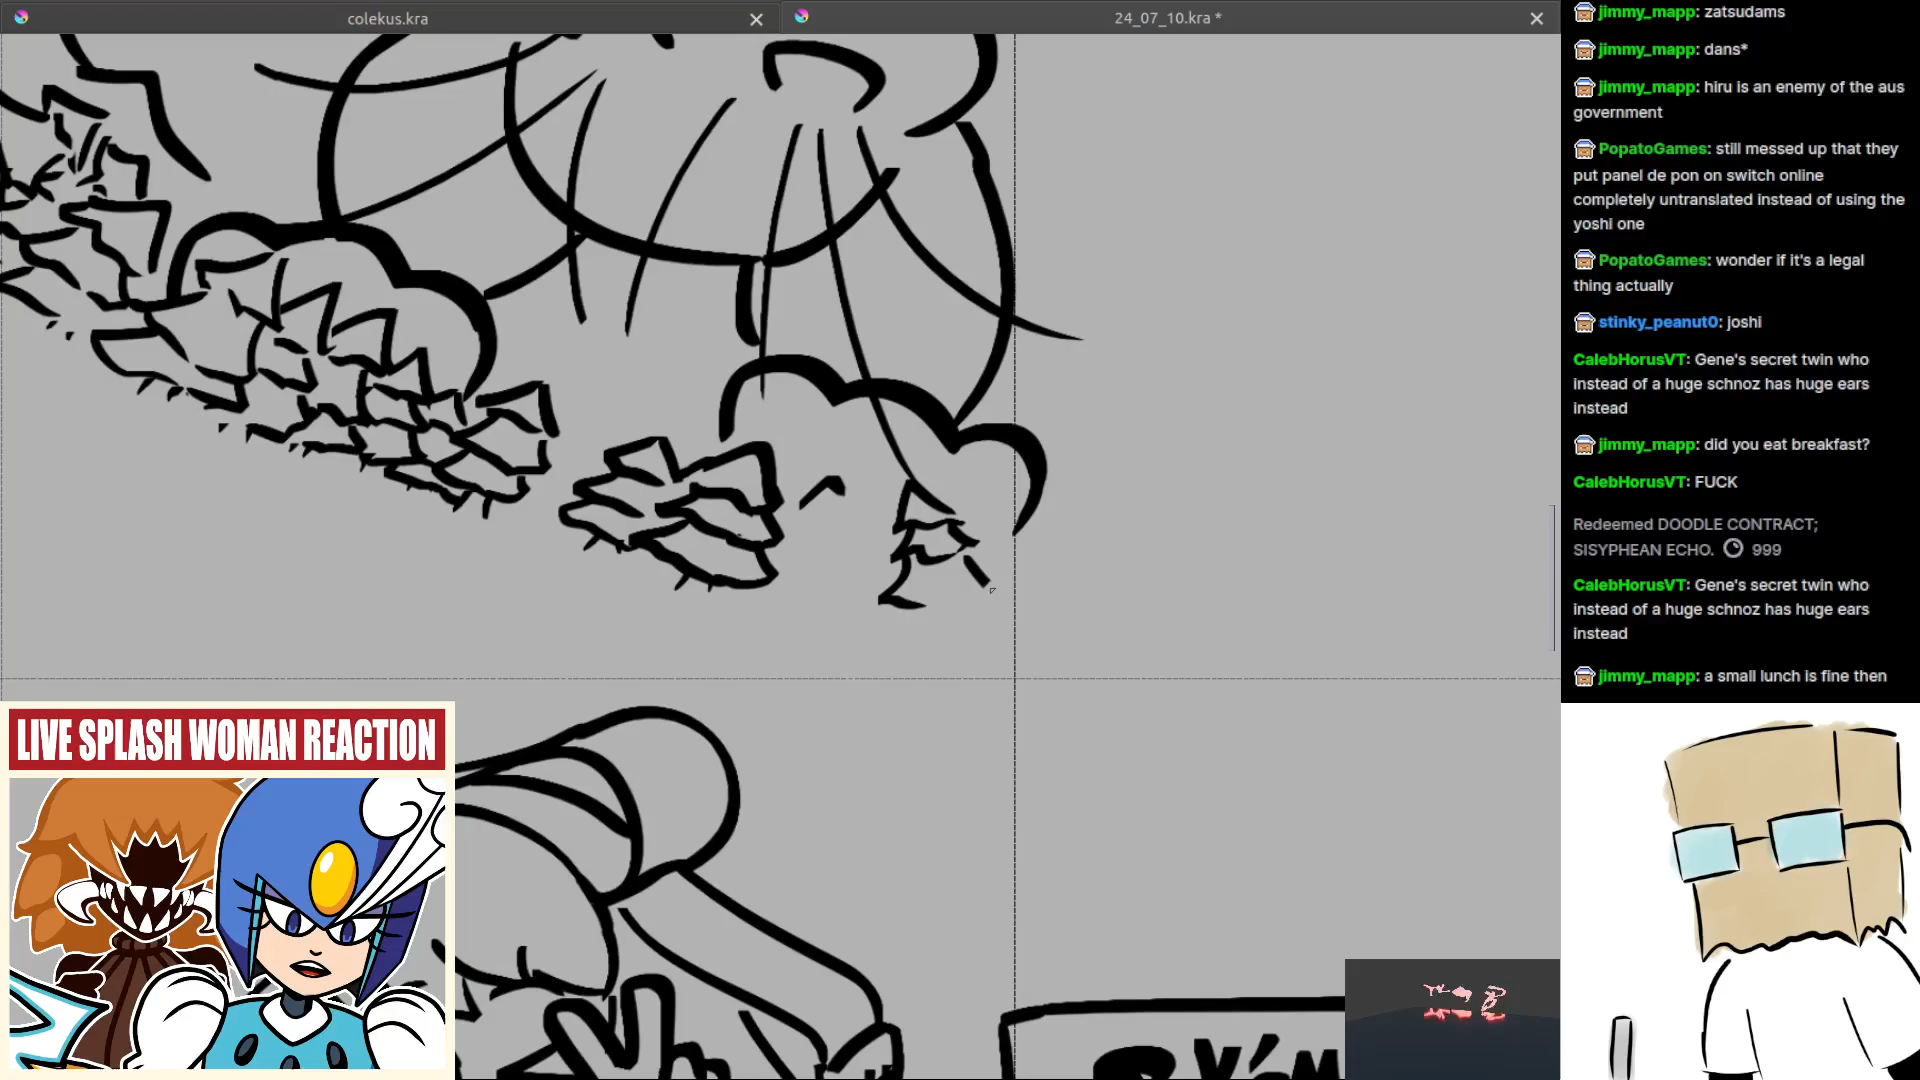 colekus.kra
24_07_10.kra *
jimmy_mapp: zatsudams
jimmy_mapp: dans*
jimmy_mapp: hiru is an enemy of the aus
government
PopatoGames: still messed up that they
put panel de pon on switch online
completely untranslated instead of using the
yoshi one
PopatoGames: wonder if it's a legal
thing actually
stinky_peanut0: joshi
CalebHorusVT: Gene's secret twin who
instead of a huge schnoz has huge ears
instead
jimmy_mapp: did you eat breakfast?
CalebHorusVT: FUCK
Redeemed DOODLE CONTRACT;
SISYPHEAN ECHO. 999
CalebHorusVT: Gene's secret twin who
instead of a huge schnoz has huge ears
instead
jimmy_mapp: a small lunch is fine then
LIVE SPLASH WOMAN REACTION